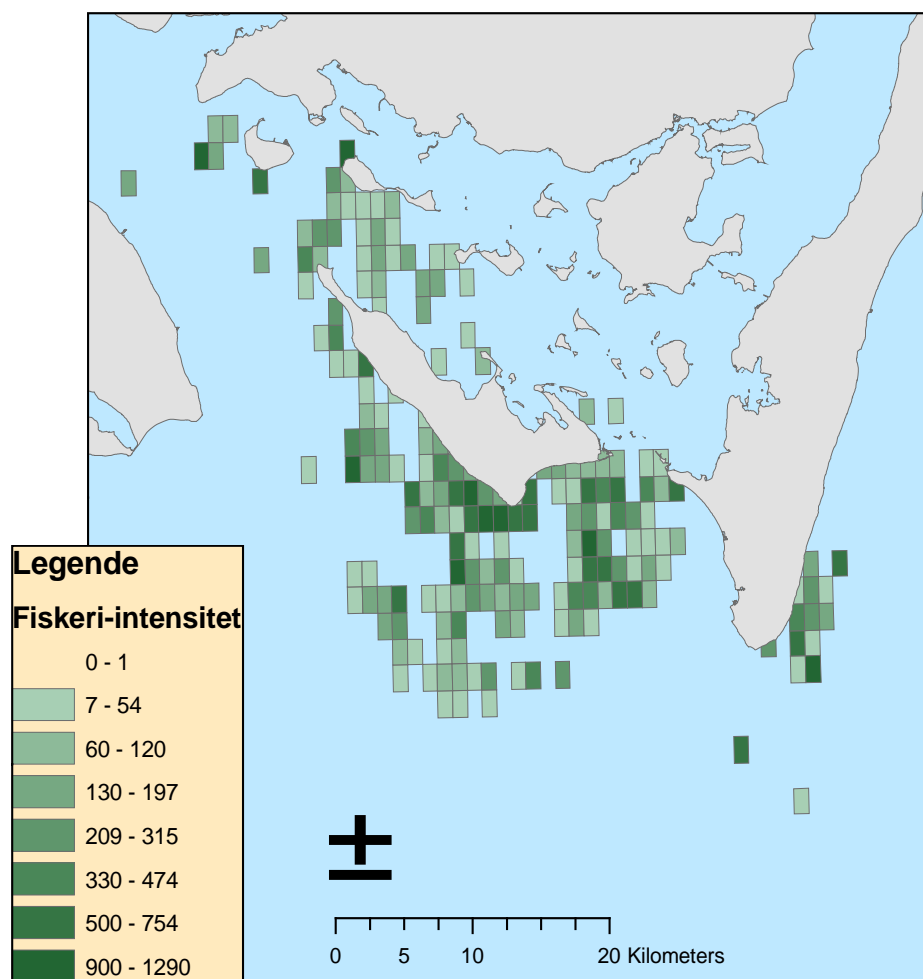 Legende
Fiskeri-intensitet
0 - 1
7 - 54
60 - 120
130 - 197
209 - 315
330 - 474
500 - 754
900 - 1290
±
0 5 10 20 Kilometers